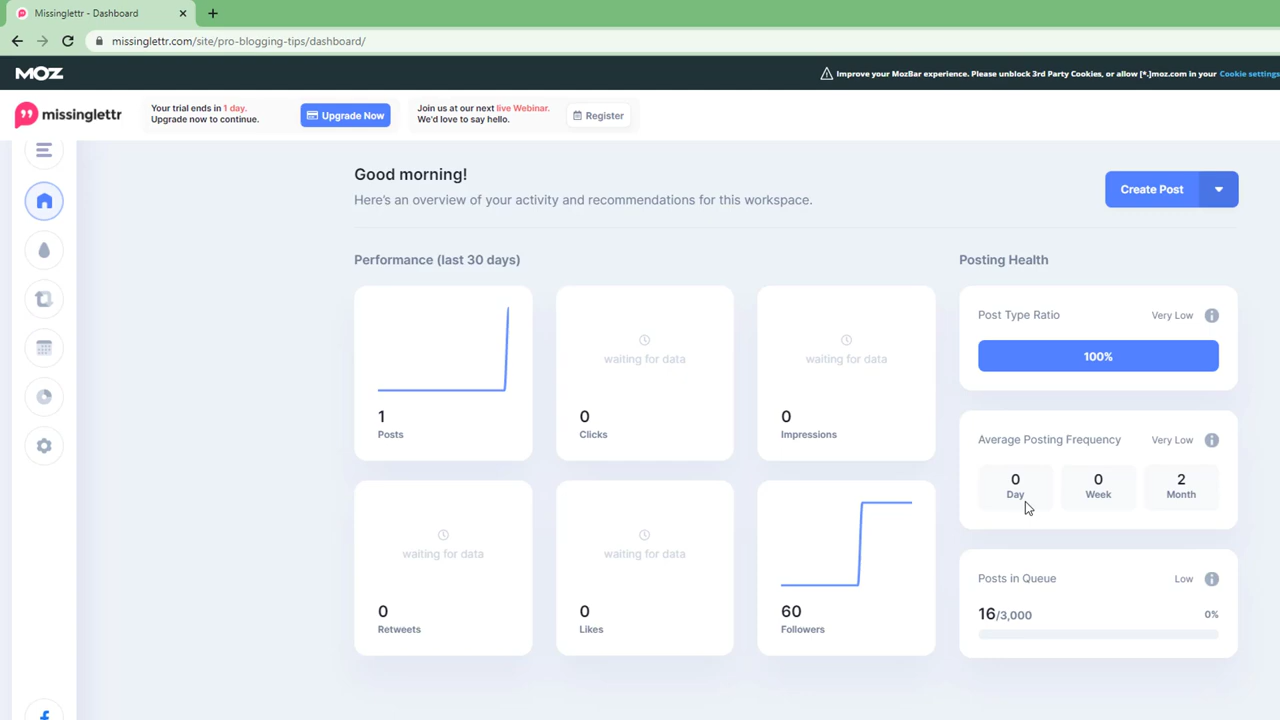 Missinglettr - Dashboard
missinglettr.com/site/pro-blogging-tips/dashboard/
MOZ
Improve your MozBar experience. Please unblock 3rd Party Cookies, or allow [*.]moz.com in your Cookie settings
missinglettr
Your trial ends in 1 day.
Upgrade now to continue.
Upgrade Now
Join us at our next live Webinar.
We'd love to say hello.
Register
Good morning!
Here's an overview of your activity and recommendations for this workspace.
Create Post
Performance (last 30 days)
1
Posts
waiting for data
0
Clicks
waiting for data
0
Impressions
waiting for data
0
Retweets
waiting for data
0
Likes
60
Followers
Posting Health
Post Type Ratio
Very Low
100%
Average Posting Frequency
Very Low
0
Day
0
Week
2
Month
Posts in Queue
Low
16/3,000
0%